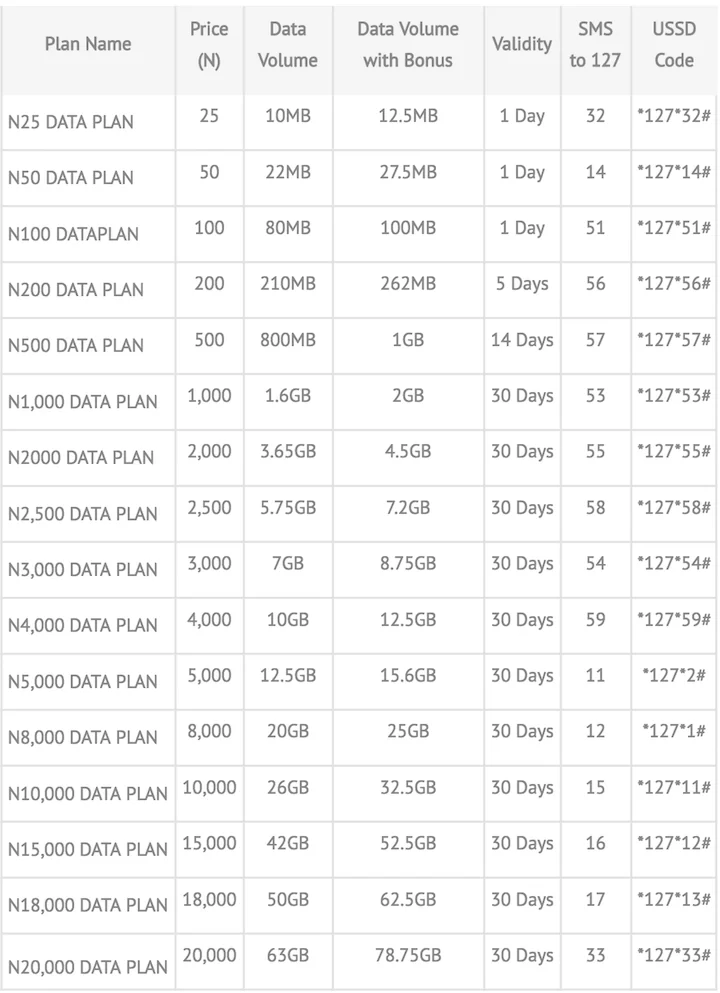 Plan Name Price (N) Data Volume Data Volume with Bonus Validity SMS to 127 USSD Code
N25 DATA PLAN 25 10MB 12.5MB 1 Day 32 *127*32#
N50 DATA PLAN 50 22MB 27.5MB 1 Day 14 *127*14#
N100 DATAPLAN 100 80MB 100MB 1 Day 51 *127*51#
N200 DATA PLAN 200 210MB 262MB 5 Days 56 *127*56#
N500 DATA PLAN 500 800MB 1GB 14 Days 57 *127*57#
N1,000 DATA PLAN 1,000 1.6GB 2GB 30 Days 53 *127*53#
N2000 DATA PLAN 2,000 3.65GB 4.5GB 30 Days 55 *127*55#
N2,500 DATA PLAN 2,500 5.75GB 7.2GB 30 Days 58 *127*58#
N3,000 DATA PLAN 3,000 7GB 8.75GB 30 Days 54 *127*54#
N4,000 DATA PLAN 4,000 10GB 12.5GB 30 Days 59 *127*59#
N5,000 DATA PLAN 5,000 12.5GB 15.6GB 30 Days 11 *127*2#
N8,000 DATA PLAN 8,000 20GB 25GB 30 Days 12 *127*1#
N10,000 DATA PLAN 10,000 26GB 32.5GB 30 Days 15 *127*11#
N15,000 DATA PLAN 15,000 42GB 52.5GB 30 Days 16 *127*12#
N18,000 DATA PLAN 18,000 50GB 62.5GB 30 Days 17 *127*13#
N20,000 DATA PLAN 20,000 63GB 78.75GB 30 Days 33 *127*33#